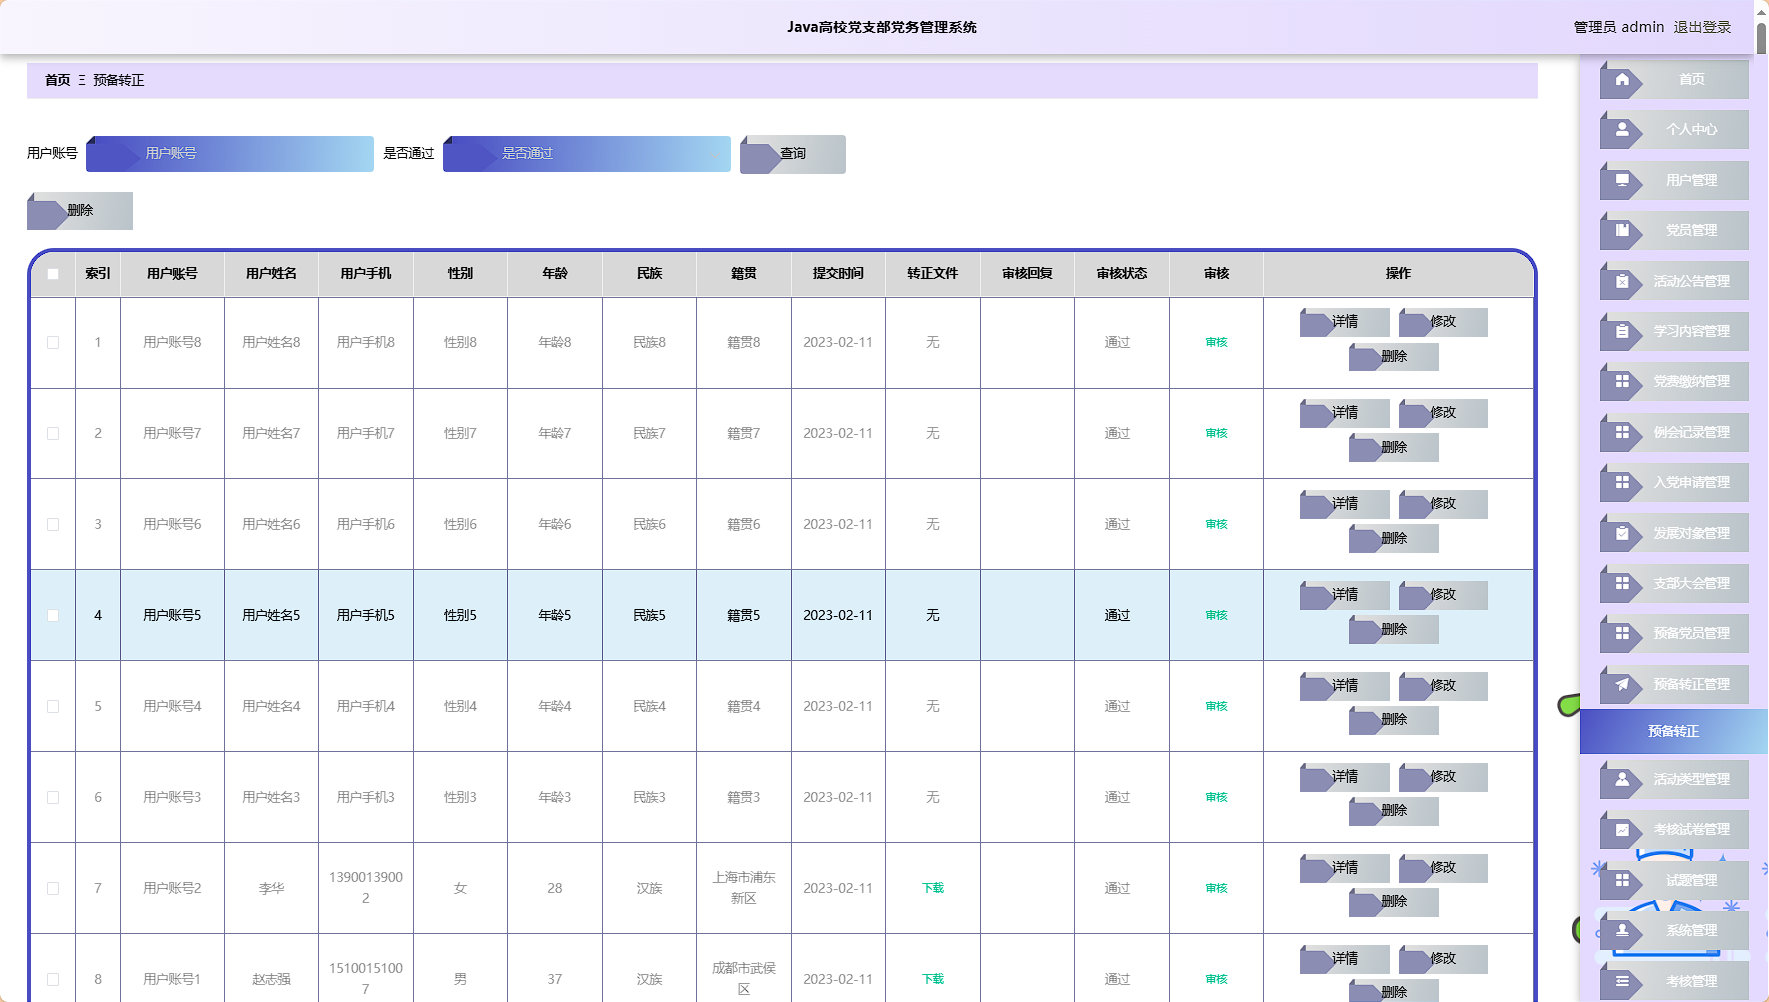 Java高校党支部党务管理系统
管理员 admin 退出登录
首页 Ξ 预备转正
用户账号 用户账号 是否通过 是否通过 查询
删除
索引 用户账号 用户姓名 用户手机 性别 年龄 民族 籍贯 提交时间 转正文件 审核回复 审核状态 审核 操作
1 用户账号8 用户姓名8 用户手机8 性别8 年龄8 民族8 籍贯8 2023-02-11 无 通过 审核 详情 修改
删除
2 用户账号7 用户姓名7 用户手机7 性别7 年龄7 民族7 籍贯7 2023-02-11 无 通过 审核 详情 修改
删除
3 用户账号6 用户姓名6 用户手机6 性别6 年龄6 民族6 籍贯6 2023-02-11 无 通过 审核 详情 修改
删除
4 用户账号5 用户姓名5 用户手机5 性别5 年龄5 民族5 籍贯5 2023-02-11 无 通过 审核 详情 修改
删除
5 用户账号4 用户姓名4 用户手机4 性别4 年龄4 民族4 籍贯4 2023-02-11 无 通过 审核 详情 修改
删除
6 用户账号3 用户姓名3 用户手机3 性别3 年龄3 民族3 籍贯3 2023-02-11 无 通过 审核 详情 修改
删除
7 用户账号2 李华 1390013900
2 女 28 汉族 上海市浦东
新区 2023-02-11 下载 通过 审核 详情 修改
删除
8 用户账号1 赵志强 1510015100
7 男 37 汉族 成都市武侯
区 2023-02-11 下载 通过 审核 详情 修改
删除
首页
个人中心
用户管理
党员管理
活动公告管理
学习内容管理
党费缴纳管理
例会记录管理
入党申请管理
发展对象管理
支部大会管理
预备党员管理
预备转正管理
预备转正
活动类型管理
考核试卷管理
试题管理
系统管理
考核管理